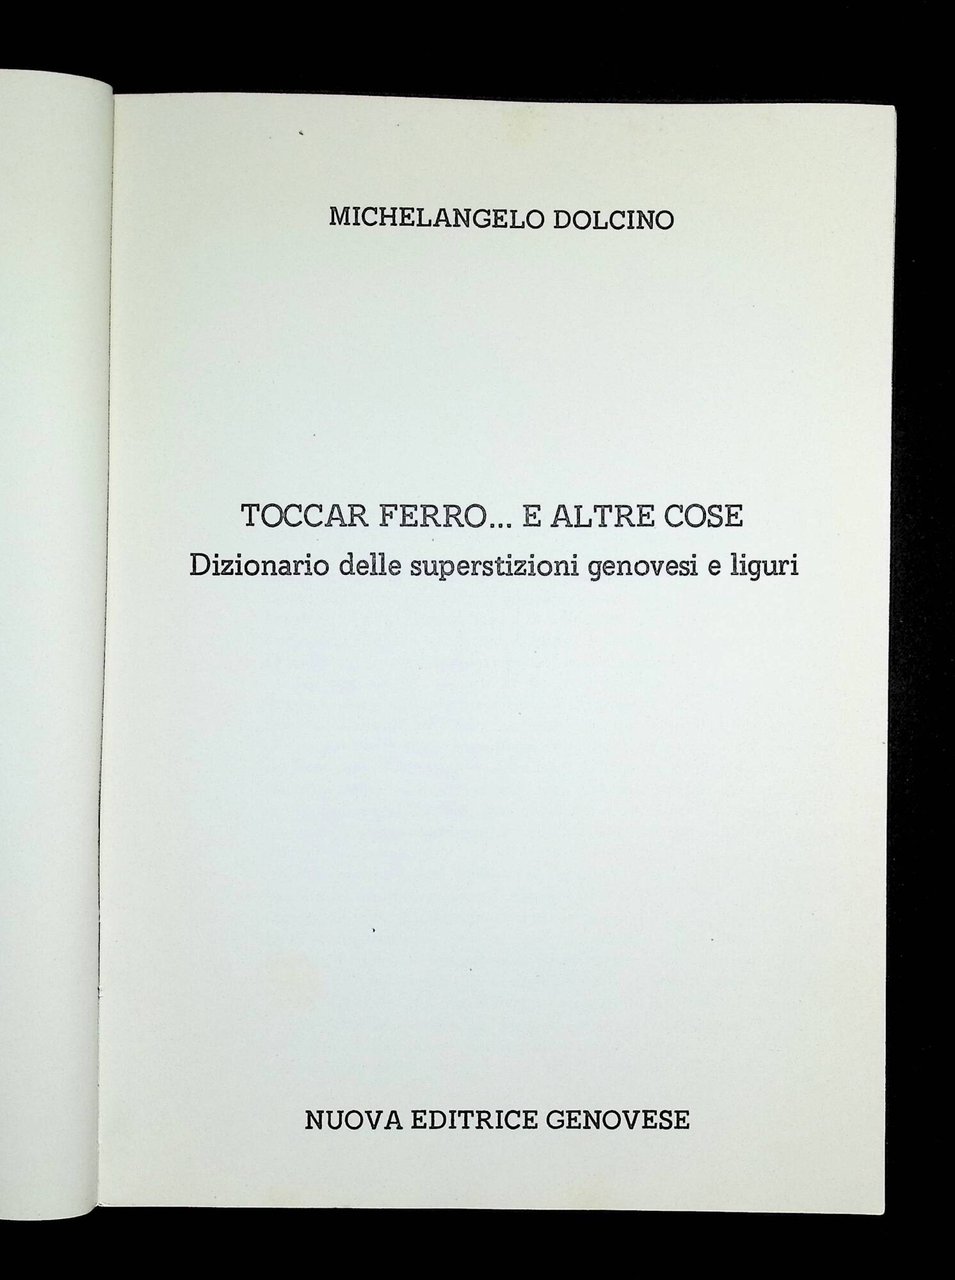 MICHELANGELO DOLCINO
TOCCAR FERRO... E ALTRE COSE
Dizionario delle superstizioni genovesi e liguri
NUOVA EDITRICE GENOVESE